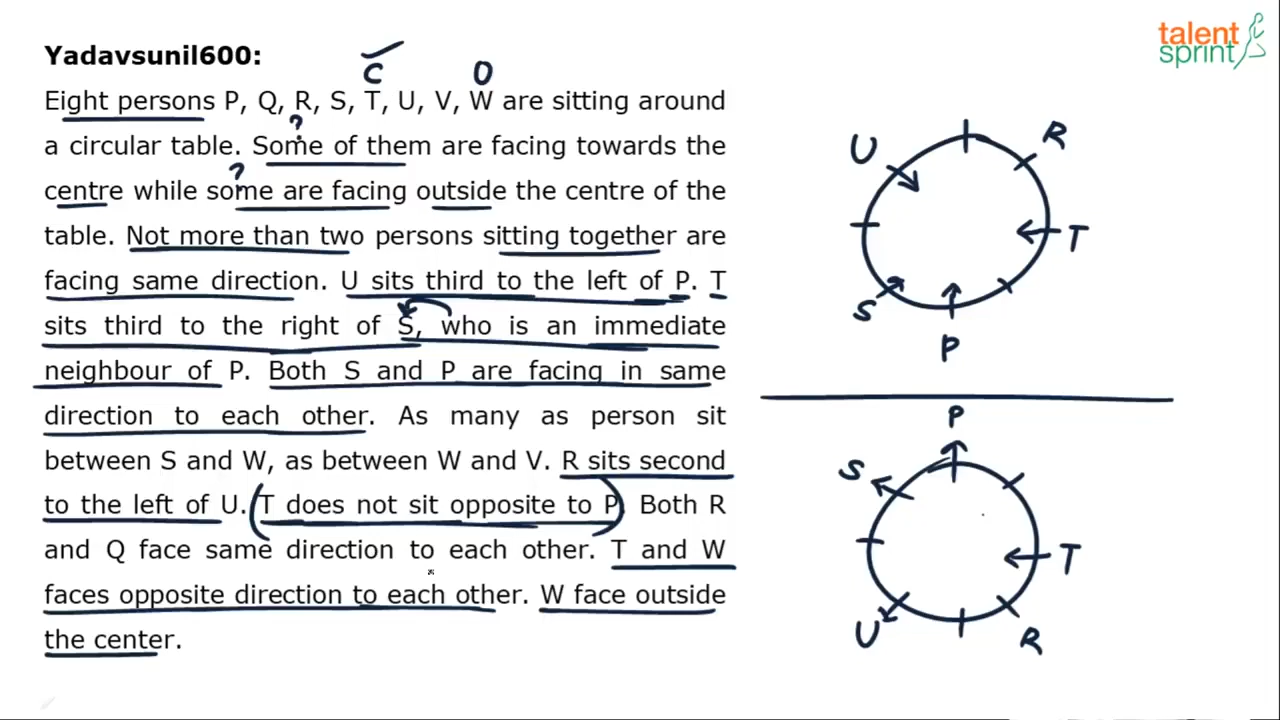 talent
sprint
Yadavsunil600:
C O
Eight persons P, Q, R, S, T, U, V, W are sitting around
?
a circular table. Some of them are facing towards the
?
centre while some are facing outside the centre of the
table. Not more than two persons sitting together are
facing same direction. U sits third to the left of P. T
sits third to the right of S, who is an immediate
neighbour of P. Both S and P are facing in same
direction to each other. As many as person sit
between S and W, as between W and V. R sits second
to the left of U. (T does not sit opposite to P) Both R
and Q face same direction to each other. T and W
faces opposite direction to each other. W face outside
the center.
U R
T
S
P
P
S
T
U R